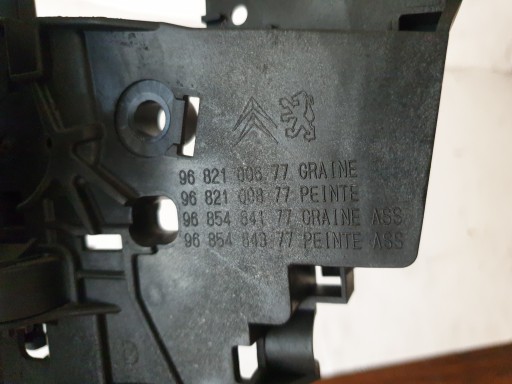 96 821 006 77 GRAINE
96 821 008 77 PEINTE
96 854 841 77 GRAINE ASS
96 854 843 77 PEINTE ASS